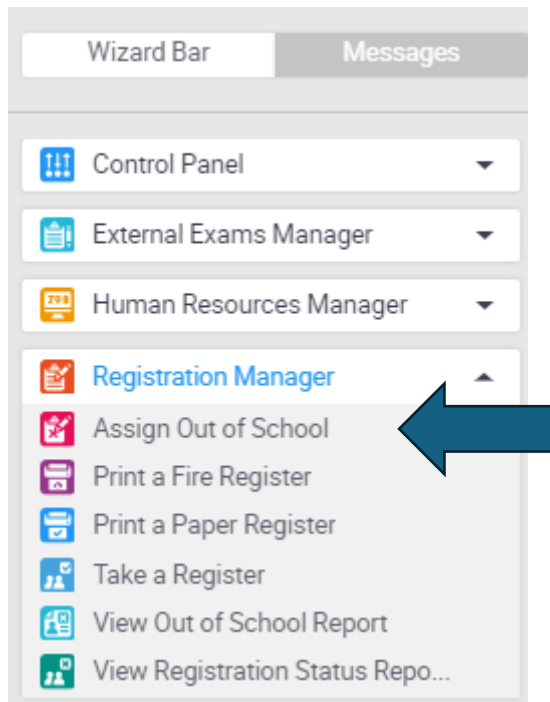 Wizard Bar
Messages
Control Panel
External Exams Manager
Human Resources Manager
Registration Manager
Assign Out of School
Print a Fire Register
Print a Paper Register
Take a Register
View Out of School Report
View Registration Status Repo...